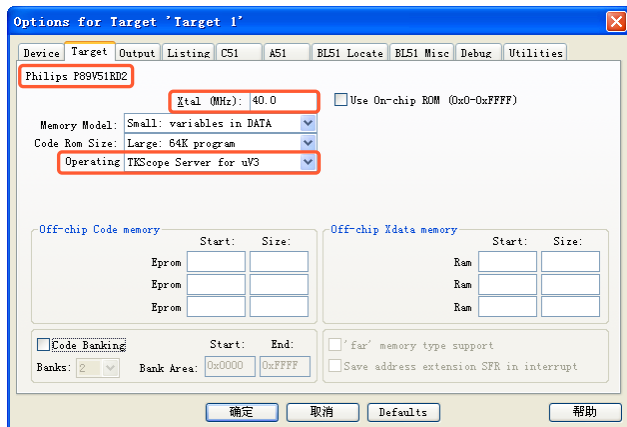 Options for Target 'Target 1'
Device Target Output Listing C51 A51 BL51 Locate BL51 Misc Debug Utilities
Philips P89V51RD2
Xtal (MHz): 40.0 Use On-chip ROM (0x0-0xFFFF)
Memory Model: Small: variables in DATA
Code Rom Size: Large: 64K program
Operating TKScope Server for uV3
Off-chip Code memory Off-chip Xdata memory
Start: Size: Start: Size:
Eprom Ram
Eprom Ram
Eprom Ram
Code Banking Start: End: 'far' memory type support
Banks: 2 Bank Area: 0x0000 0xFFFF Save address extension SFR in interrupt
确定 取消 Defaults 帮助